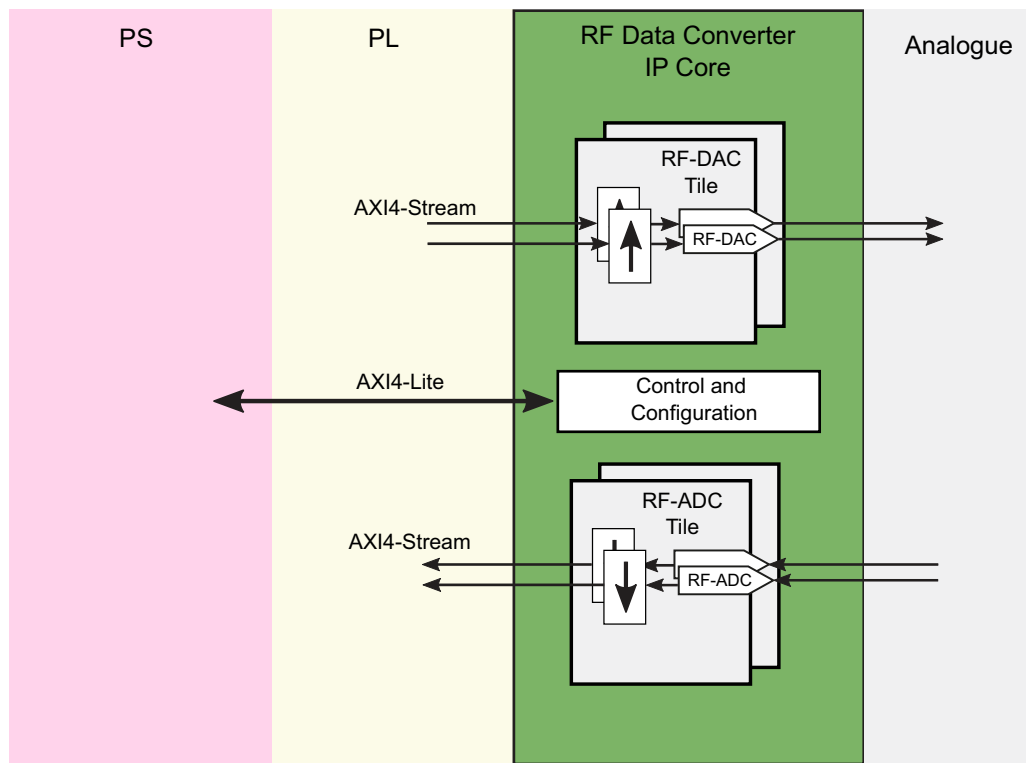 PS
PL
RF Data Converter
IP Core
Analogue
RF-DAC
Tile
AXI4-Stream
RF-DAC
AXI4-Lite
Control and
Configuration
RF-ADC
Tile
AXI4-Stream
RF-ADC